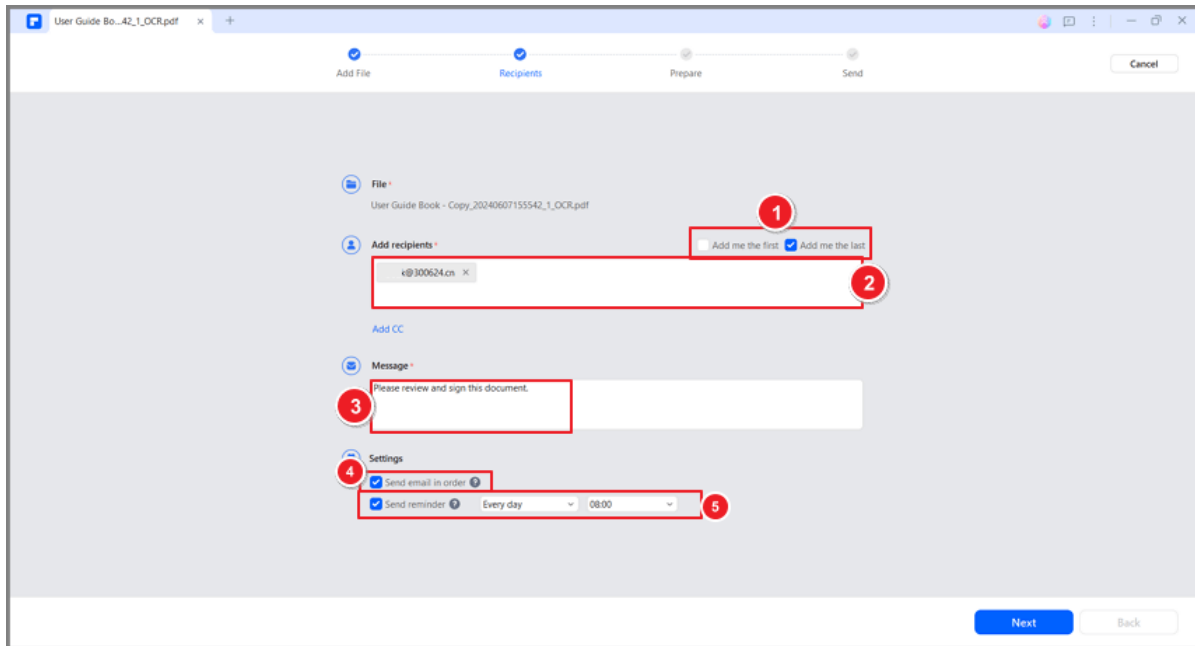 User Guide Bo...42_1_OCR.pdf
Add File Recipients Prepare Send
Cancel
File *
User Guide Book - Copy_20240607155542_1_OCR.pdf
1
Add recipients * Add me the first Add me the last
@300624.cn 2
Add CC
Message *
Please review and sign this document.
3
Settings
4
Send email in order ?
Send reminder ? Every day 08:00 5
Next Back